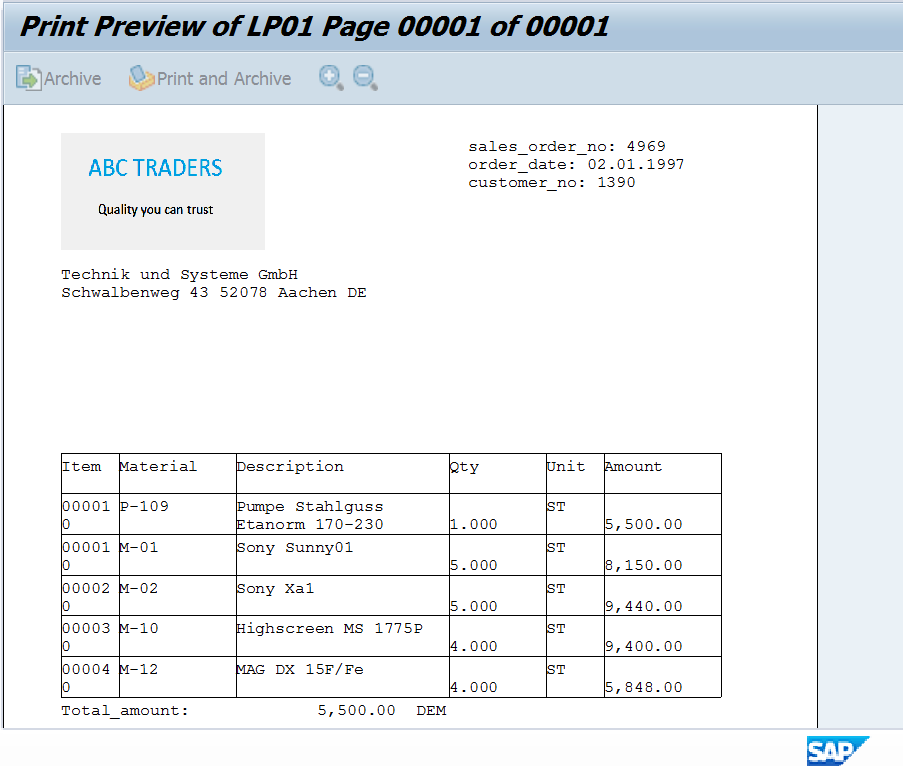 Print Preview of LP01 Page 00001 of 00001
Archive Print and Archive
ABC TRADERS
Quality you can trust
sales_order_no: 4969
order_date: 02.01.1997
customer_no: 1390
Technik und Systeme GmbH
Schwalbenweg 43 52078 Aachen DE
Item Material Description Qty Unit Amount
00001 P-109 Pumpe Stahlguss ST
0 Etanorm 170-230 1.000 5,500.00
00001 M-01 Sony Sunny01 ST
0 5.000 8,150.00
00002 M-02 Sony Xa1 ST
0 5.000 9,440.00
00003 M-10 Highscreen MS 1775P ST
0 4.000 9,400.00
00004 M-12 MAG DX 15F/Fe ST
0 4.000 5,848.00
Total_amount: 5,500.00 DEM
SAP